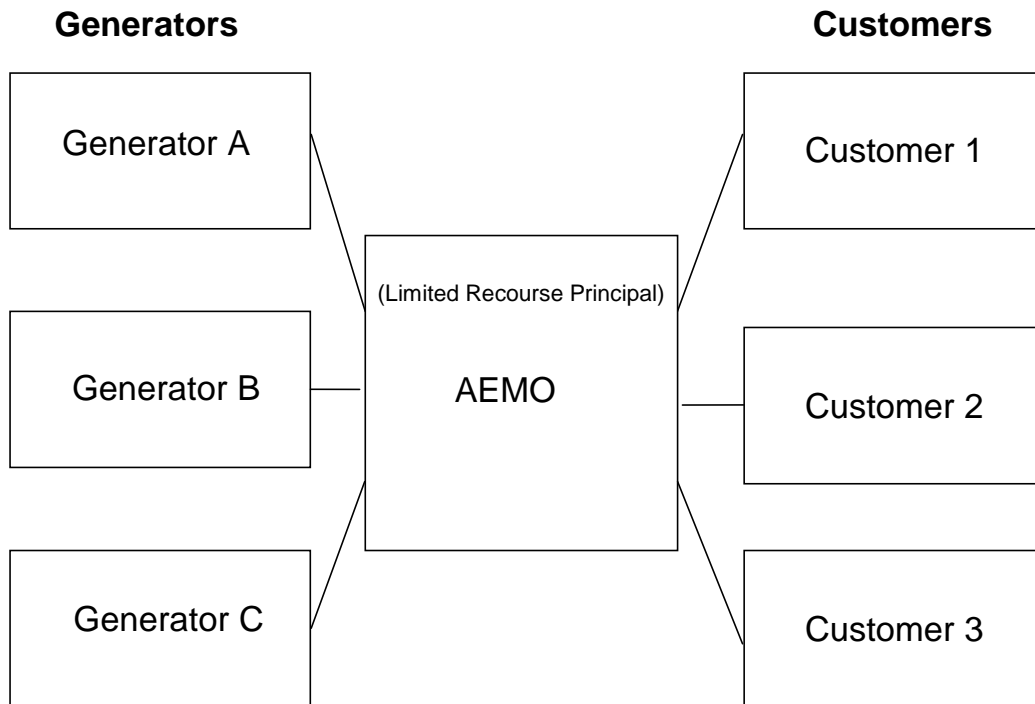 Generators
Customers
Generator A
Customer 1
(Limited Recourse Principal)
AEMO
Generator B
Customer 2
Generator C
Customer 3